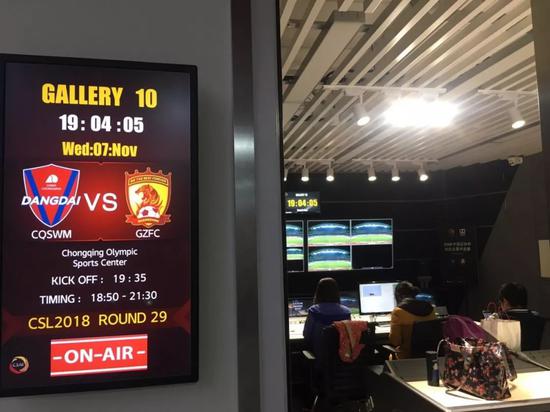 GALLERY 10
19:04:05
Wed:07:Nov
DANGDAI
VS
CQSWM
GZFC
Chongqing Olympic
Sports Center
KICK OFF : 19:35
TIMING : 18:50-21:30
CSL2018 ROUND 29
-ON-AIR-
19:04:05